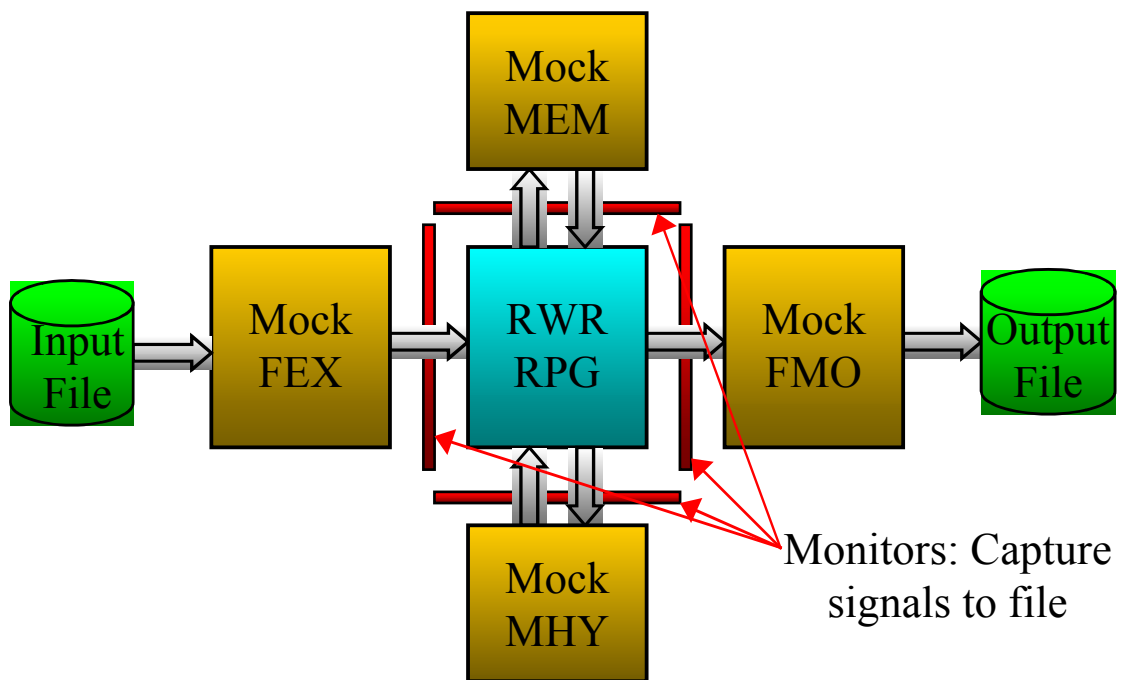 Mock
MEM
Input
File
Mock
FEX
RWR
RPG
Mock
FMO
Output
File
Mock
MHY
Monitors: Capture
signals to file